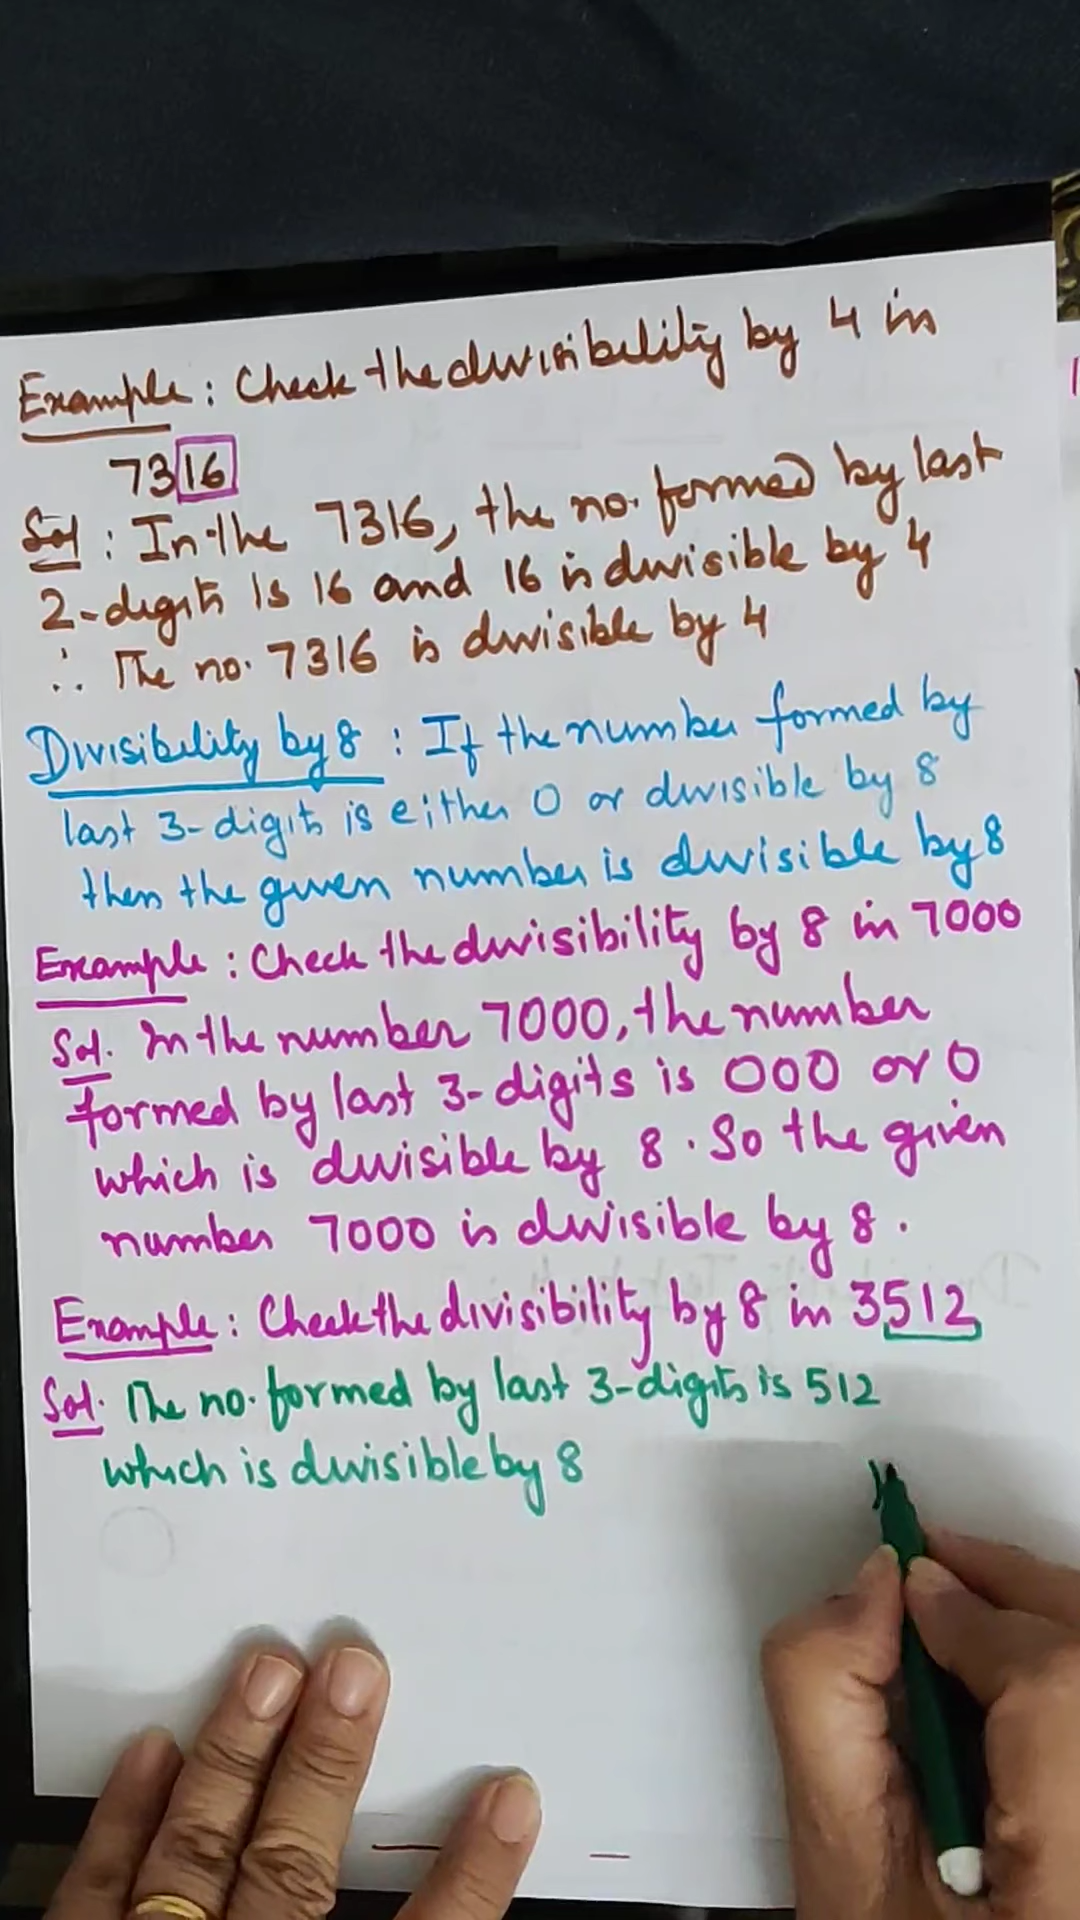 Example : Check the divisibility by 4 in
7316
Sol : In the 7316, the no. formed by last
2-digits is 16 and 16 is divisible by 4
∴ The no. 7316 is divisible by 4
Divisibility by 8 : If the number formed by
last 3-digits is either 0 or divisible by 8
then the given number is divisible by 8
Example : Check the divisibility by 8 in 7000
Sol. In the number 7000, the number
formed by last 3-digits is 000 or 0
which is divisible by 8. So the given
number 7000 is divisible by 8.
Example : Check the divisibility by 8 in 3512
Sol. The no. formed by last 3-digits is 512
which is divisible by 8